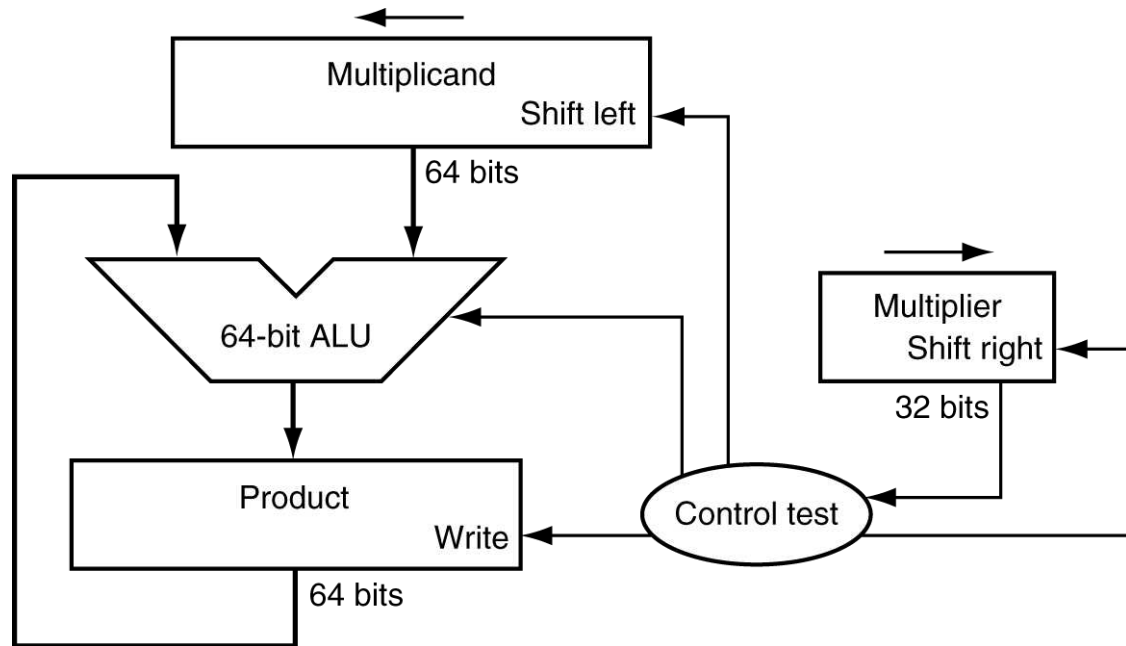 Multiplicand
Shift left
64 bits
64-bit ALU
Multiplier
Shift right
32 bits
Product
Write
Control test
64 bits